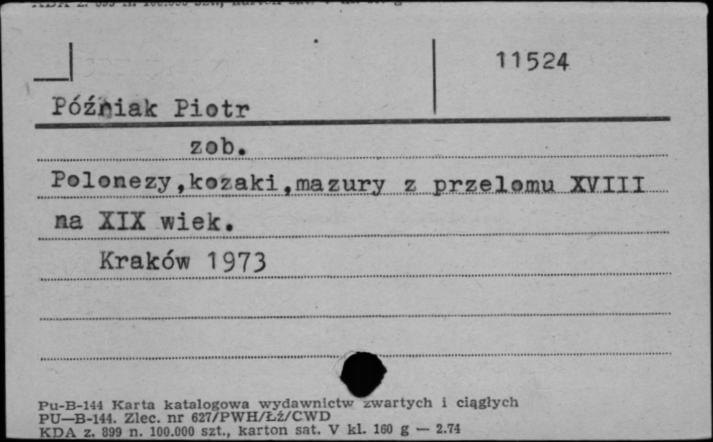 11524
Późniak Piotr
zob.
Polonezy,kozaki,mazury z przełomu XVIII
na XIX wiek.
Kraków 1973
Pu-B-144 Karta katalogowa wydawnictw zwartych i ciągłych
PU—B-144. Zlec. nr 627/PWH/ŁŻ/CWD
KDA z. 899 n. 100.000 szt., karton sat. V kl. 160 g — 2.74